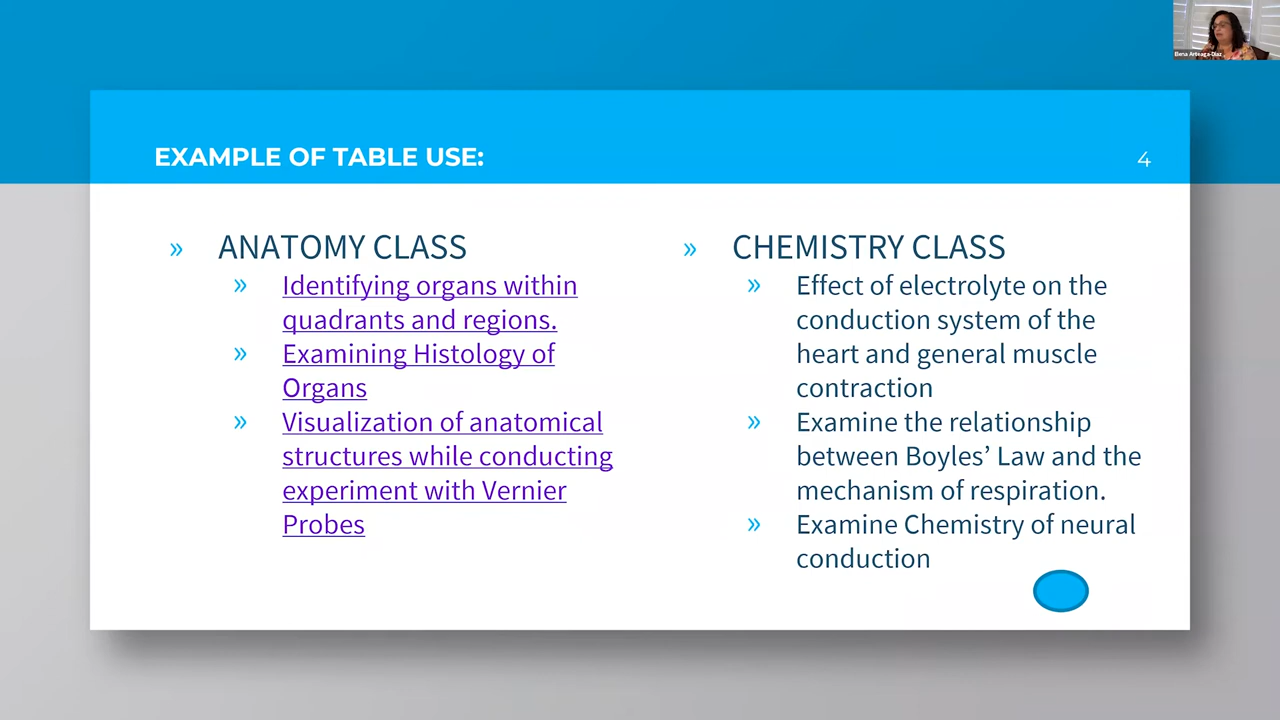 Elena Arteaga-Diaz
EXAMPLE OF TABLE USE:
4
» ANATOMY CLASS
» Identifying organs within
quadrants and regions.
» Examining Histology of
Organs
» Visualization of anatomical
structures while conducting
experiment with Vernier
Probes
» CHEMISTRY CLASS
» Effect of electrolyte on the
conduction system of the
heart and general muscle
contraction
» Examine the relationship
between Boyles’ Law and the
mechanism of respiration.
» Examine Chemistry of neural
conduction